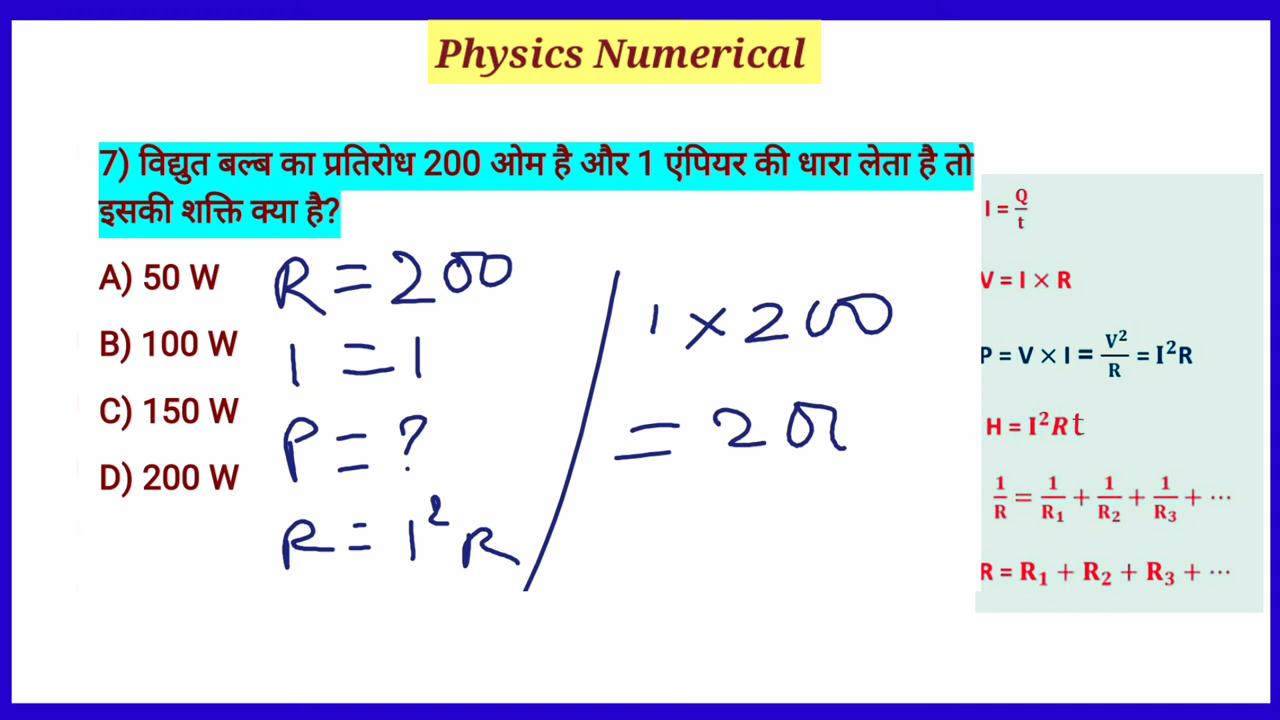 Physics Numerical
7) विद्युत बल्ब का प्रतिरोध 200 ओम है और 1 एंपियर की धारा लेता है तो
इसकी शक्ति क्या है?
A) 50 W
B) 100 W
C) 150 W
D) 200 W
R = 200
I = 1
P = ?
R = I² R
1 × 200
= 200
I = Q/t
V = I × R
P = V × I = V²/R = I²R
H = I²Rt
1/R = 1/R₁ + 1/R₂ + 1/R₃ + ⋯
R = R₁ + R₂ + R₃ + ⋯